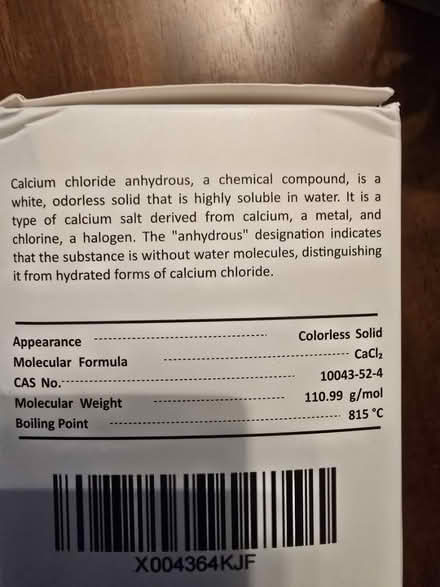 Calcium chloride anhydrous, a chemical compound, is a
white, odorless solid that is highly soluble in water. It is a
type of calcium salt derived from calcium, a metal, and
chlorine, a halogen. The "anhydrous" designation indicates
that the substance is without water molecules, distinguishing
it from hydrated forms of calcium chloride.
Appearance ------------------------------ Colorless Solid
Molecular Formula ------------------------------ CaCl₂
CAS No.------------------------------ 10043-52-4
Molecular Weight ------------------------------ 110.99 g/mol
Boiling Point ------------------------------ 815 °C
X004364KJF